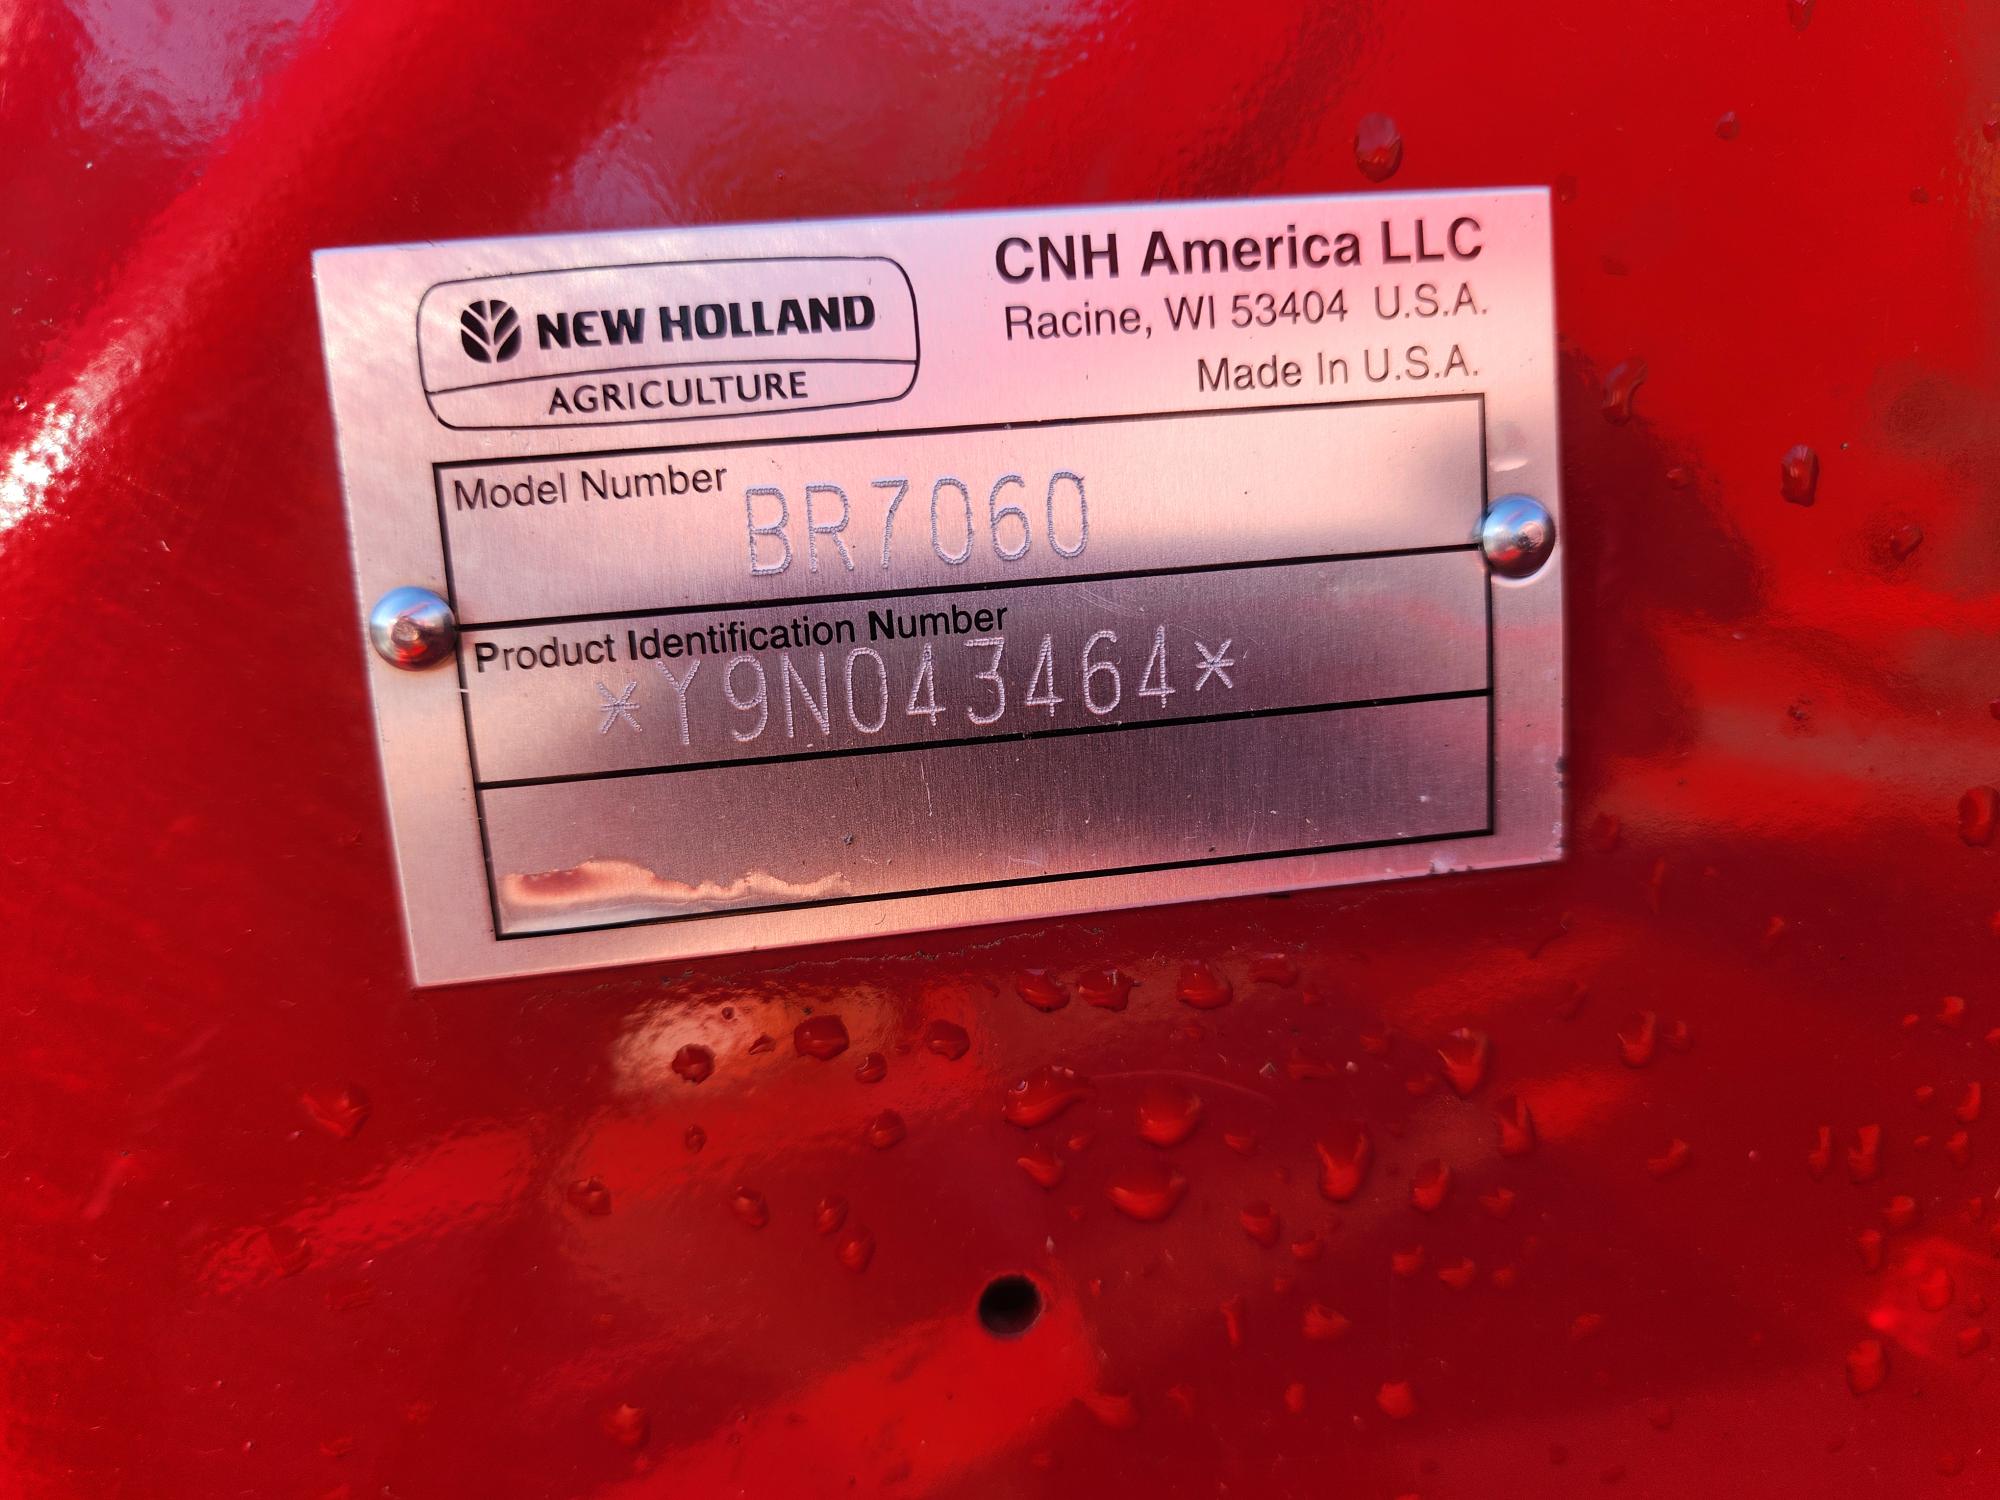 NEW HOLLAND
AGRICULTURE
CNH America LLC
Racine, WI 53404 U.S.A.
Made In U.S.A.
Model Number BR7060
Product Identification Number
*Y9N043464*